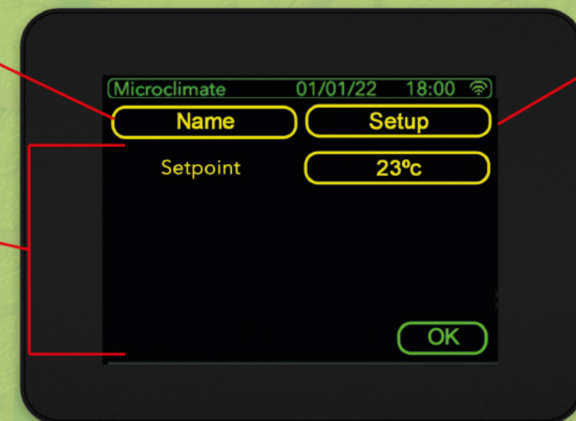 Microclimate 01/01/22 18:00
Name Setup
Setpoint 23ºc
OK